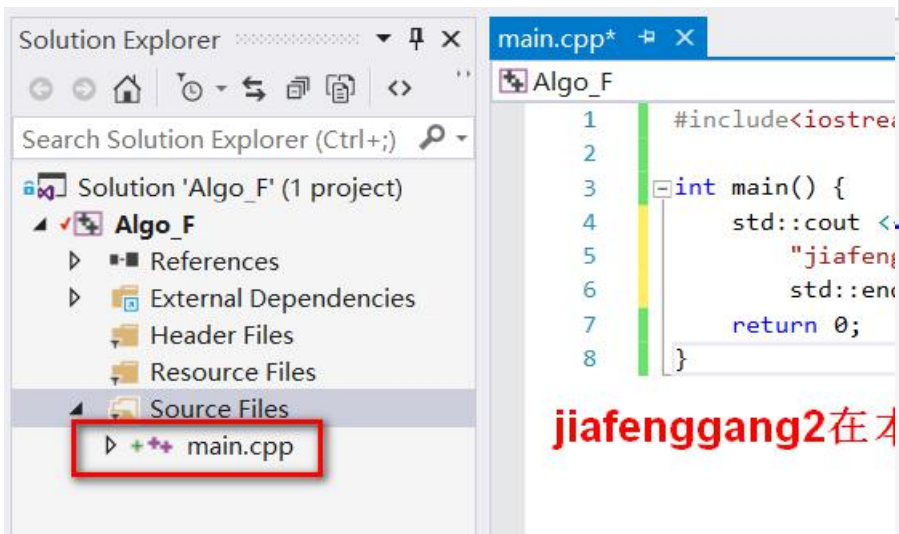 Solution Explorer
Search Solution Explorer (Ctrl+;)
Solution 'Algo_F' (1 project)
Algo_F
References
External Dependencies
Header Files
Resource Files
Source Files
main.cpp
main.cpp*
Algo_F
1 #include<iostrea
2
3 int main() {
4 std::cout <
5 "jiafeng
6 std::en
7 return 0;
8 }
jiafenggang2在